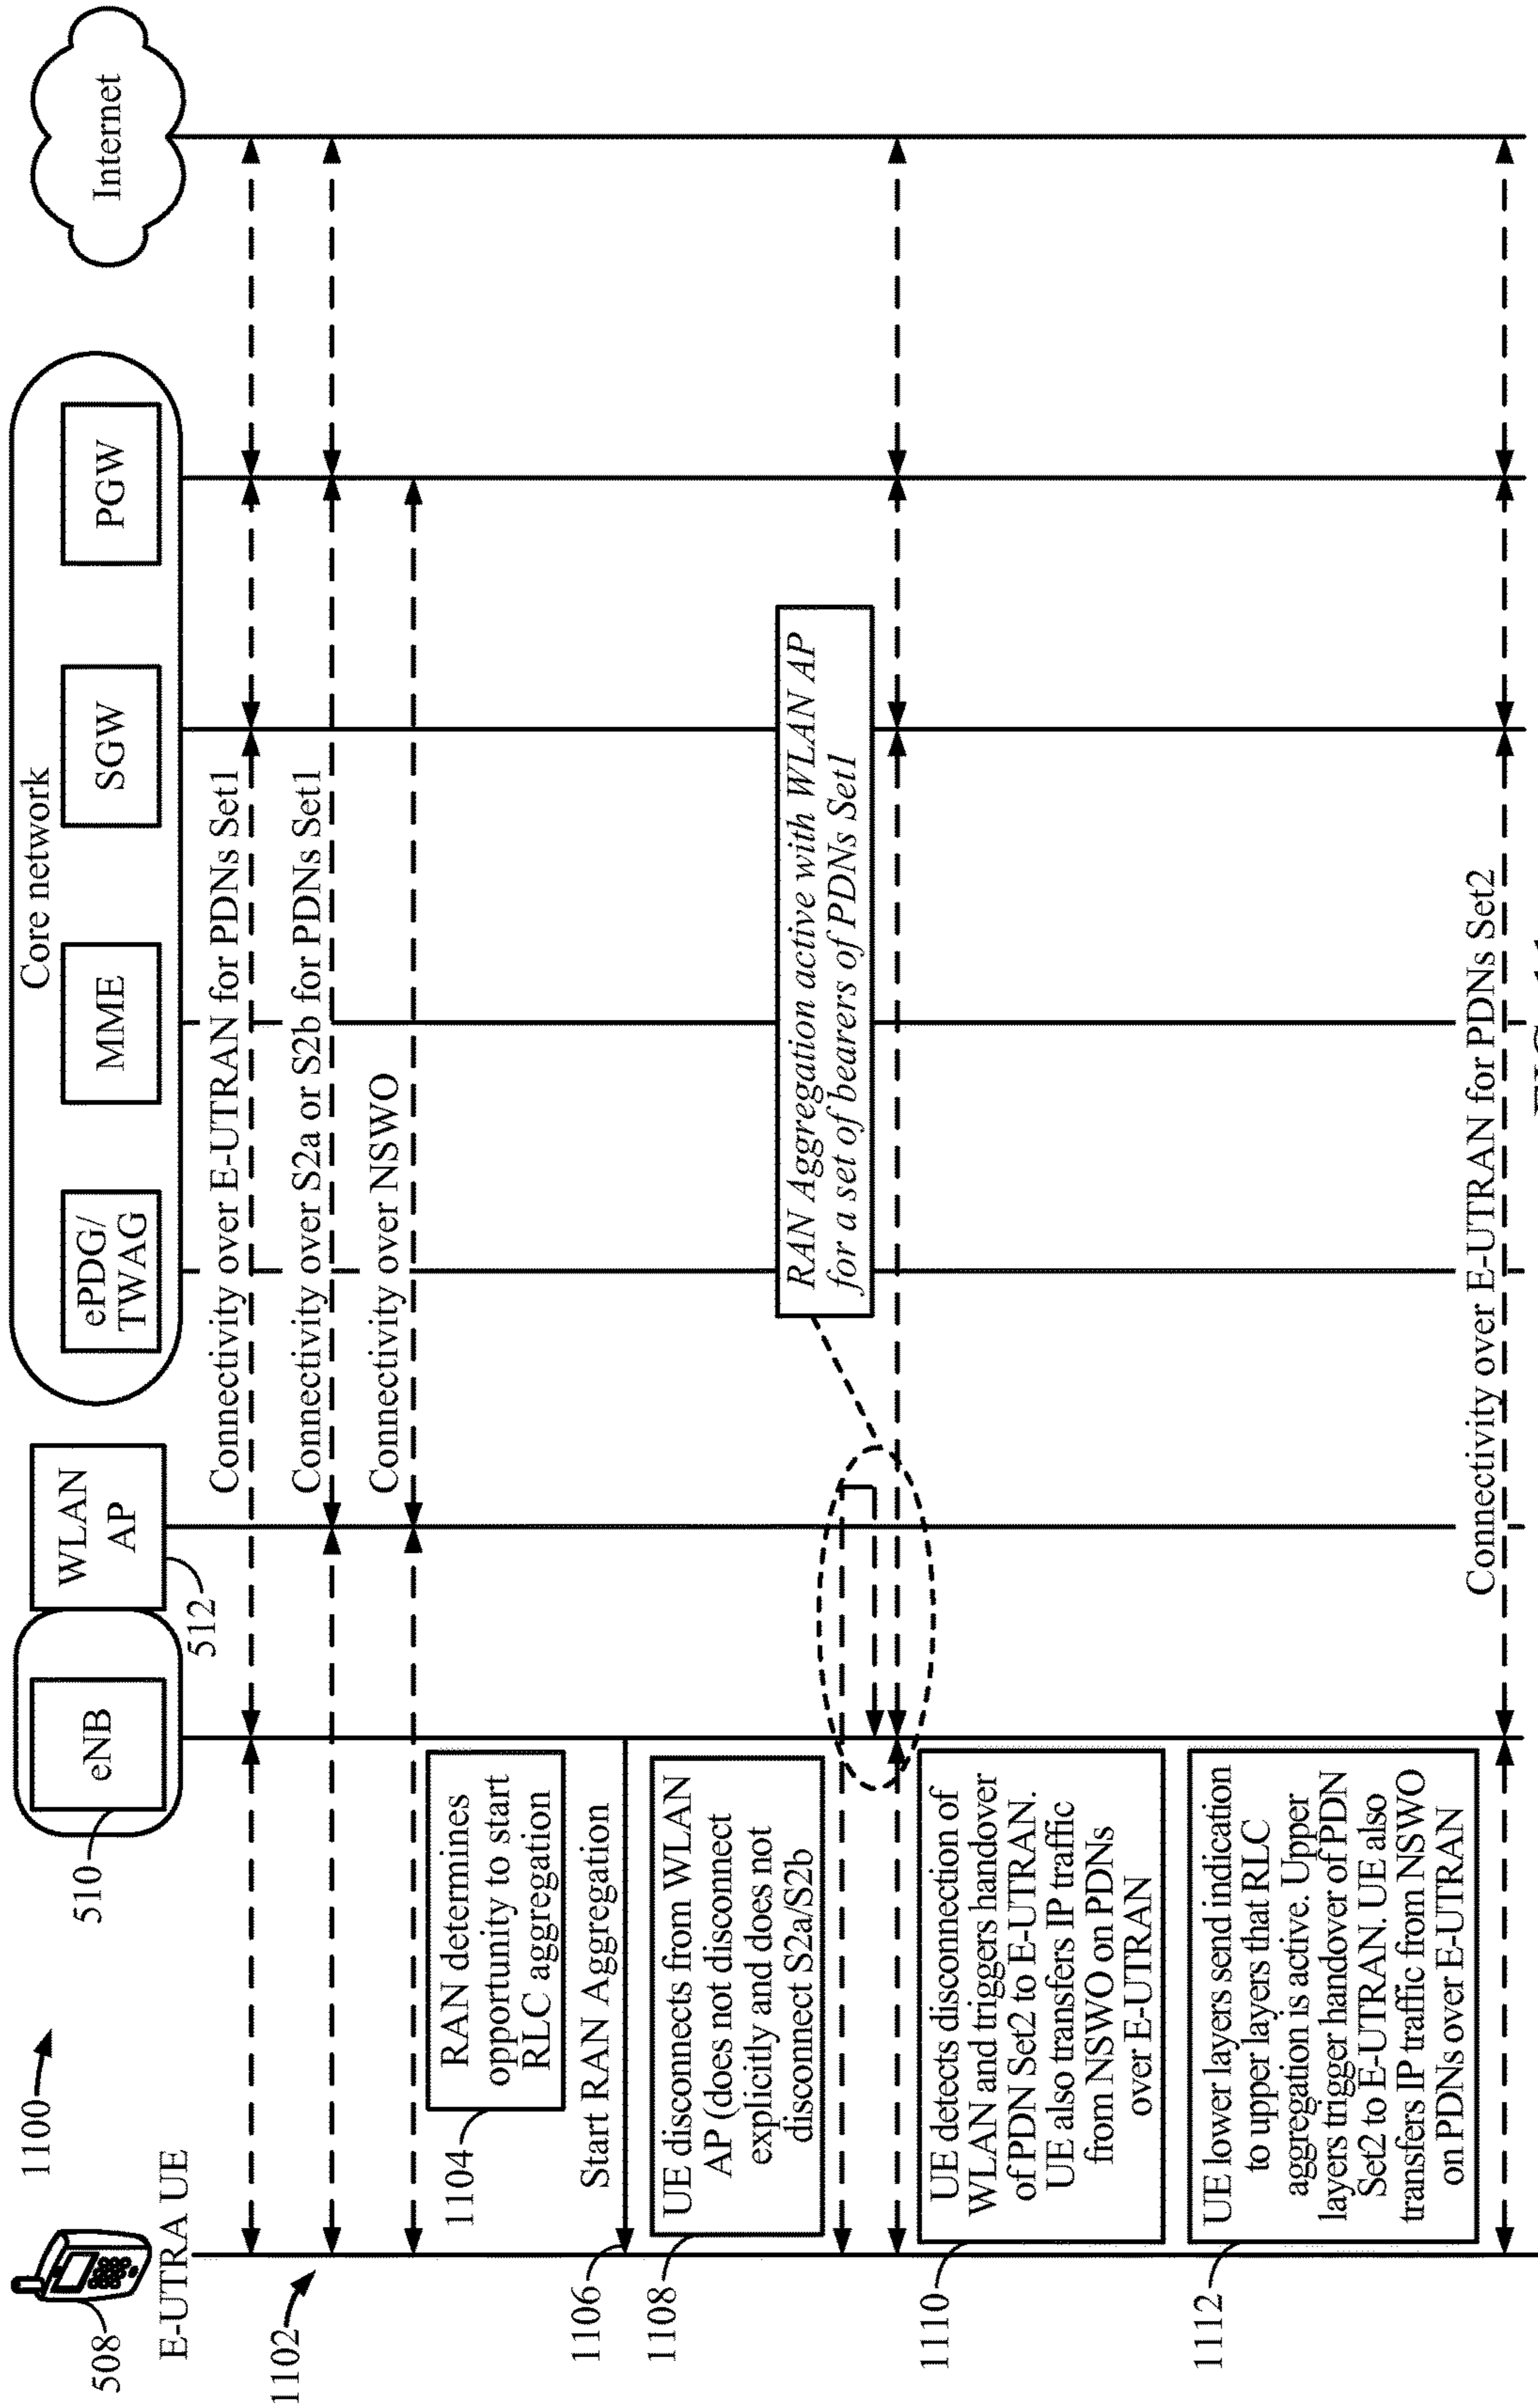 1100
508
E-UTRA UE
510
eNB
512
WLAN
AP
Core network
ePDG/
TWAG
MME
SGW
PGW
Internet
1102
Connectivity over E-UTRAN for PDNs Set1
Connectivity over S2a or S2b for PDNs Set1
Connectivity over NSWO
1104
RAN determines
opportunity to start
RLC aggregation
1106
Start RAN Aggregation
1108
UE disconnects from WLAN
AP (does not disconnect
explicitly and does not
disconnect S2a/S2b
RAN Aggregation active with WLAN AP
for a set of bearers of PDNs Set1
1110
UE detects disconnection of
WLAN and triggers handover
of PDN Set2 to E-UTRAN.
UE also transfers IP traffic
from NSWO on PDNs
over E-UTRAN
1112
UE lower layers send indication
to upper layers that RLC
aggregation is active. Upper
layers trigger handover of PDN
Set2 to E-UTRAN. UE also
transfers IP traffic from NSWO
on PDNs over E-UTRAN
Connectivity over E-UTRAN for PDNs Set2